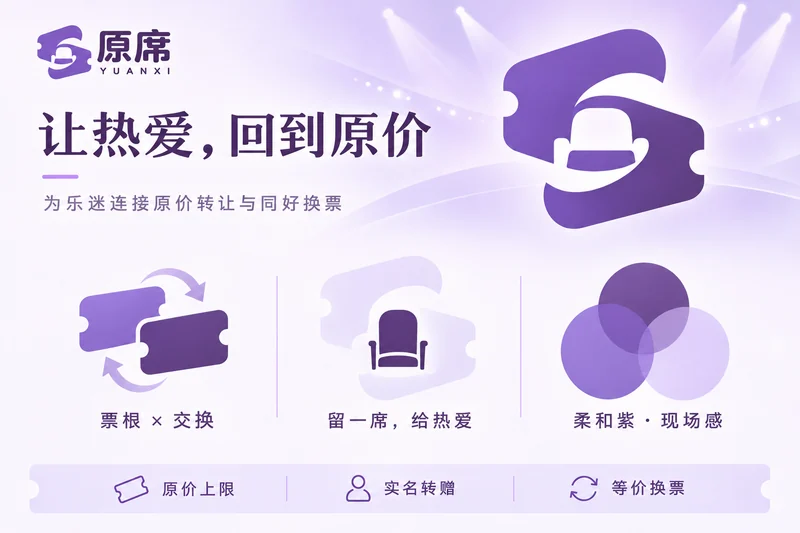 原席
YUANXI
让热爱，回到原价
为乐迷连接原价转让与同好换票
票根 × 交换
留一席，给热爱
柔和紫·现场感
原价上限
实名转赠
等价换票